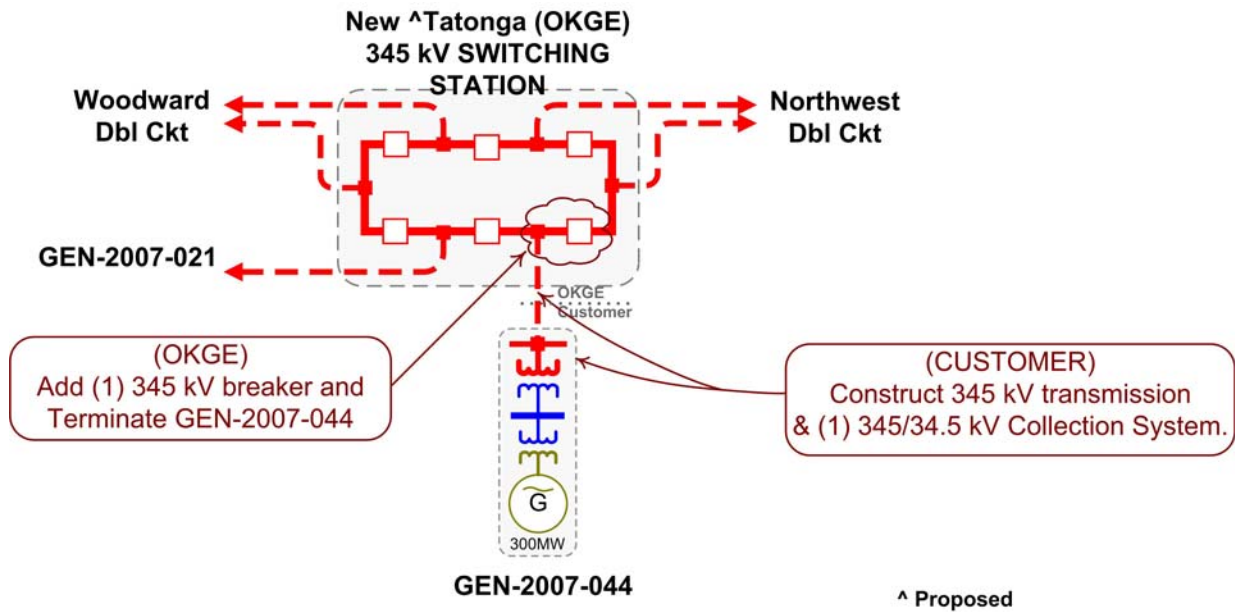 New ^Tatonga (OKGE)
345 kV SWITCHING
STATION
Woodward
Dbl Ckt
Northwest
Dbl Ckt
GEN-2007-021
OKGE
Customer
(OKGE)
Add (1) 345 kV breaker and
Terminate GEN-2007-044
(CUSTOMER)
Construct 345 kV transmission
& (1) 345/34.5 kV Collection System.
G
300MW
GEN-2007-044
^ Proposed